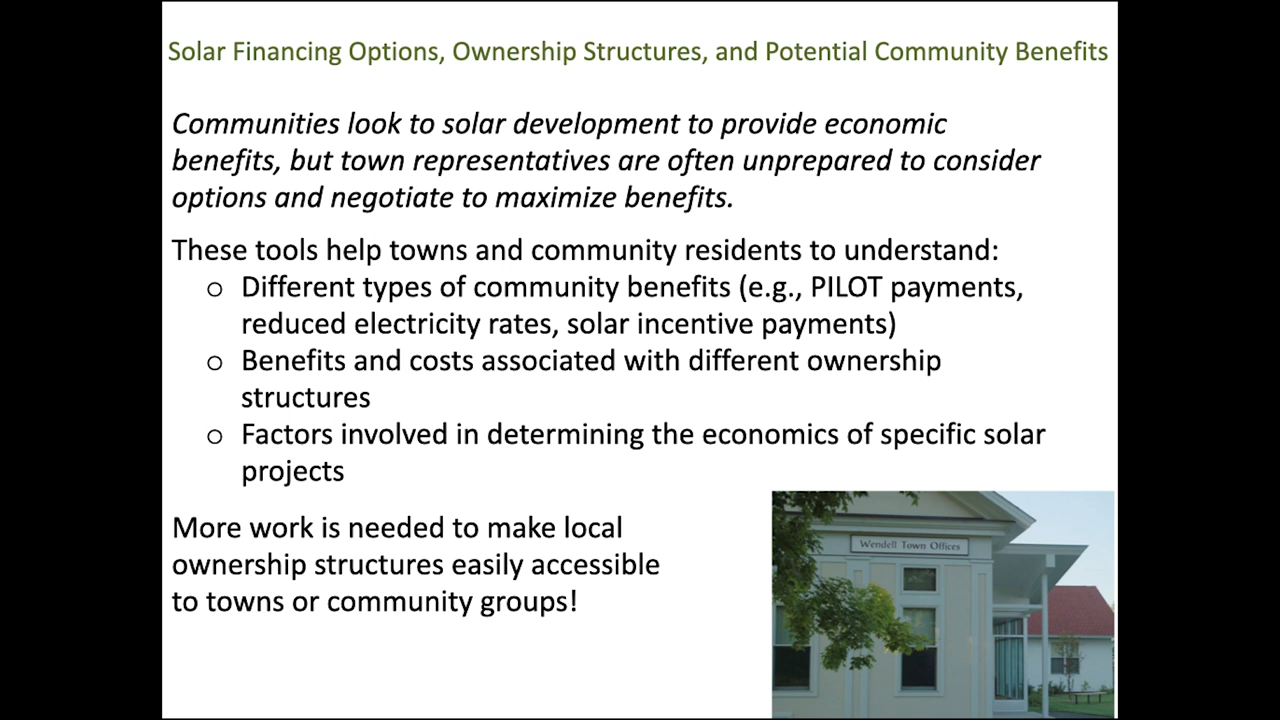 Solar Financing Options, Ownership Structures, and Potential Community Benefits
Communities look to solar development to provide economic
benefits, but town representatives are often unprepared to consider
options and negotiate to maximize benefits.
These tools help towns and community residents to understand:
o Different types of community benefits (e.g., PILOT payments,
reduced electricity rates, solar incentive payments)
o Benefits and costs associated with different ownership
structures
o Factors involved in determining the economics of specific solar
projects
More work is needed to make local
ownership structures easily accessible
to towns or community groups!
Wendell Town Offices